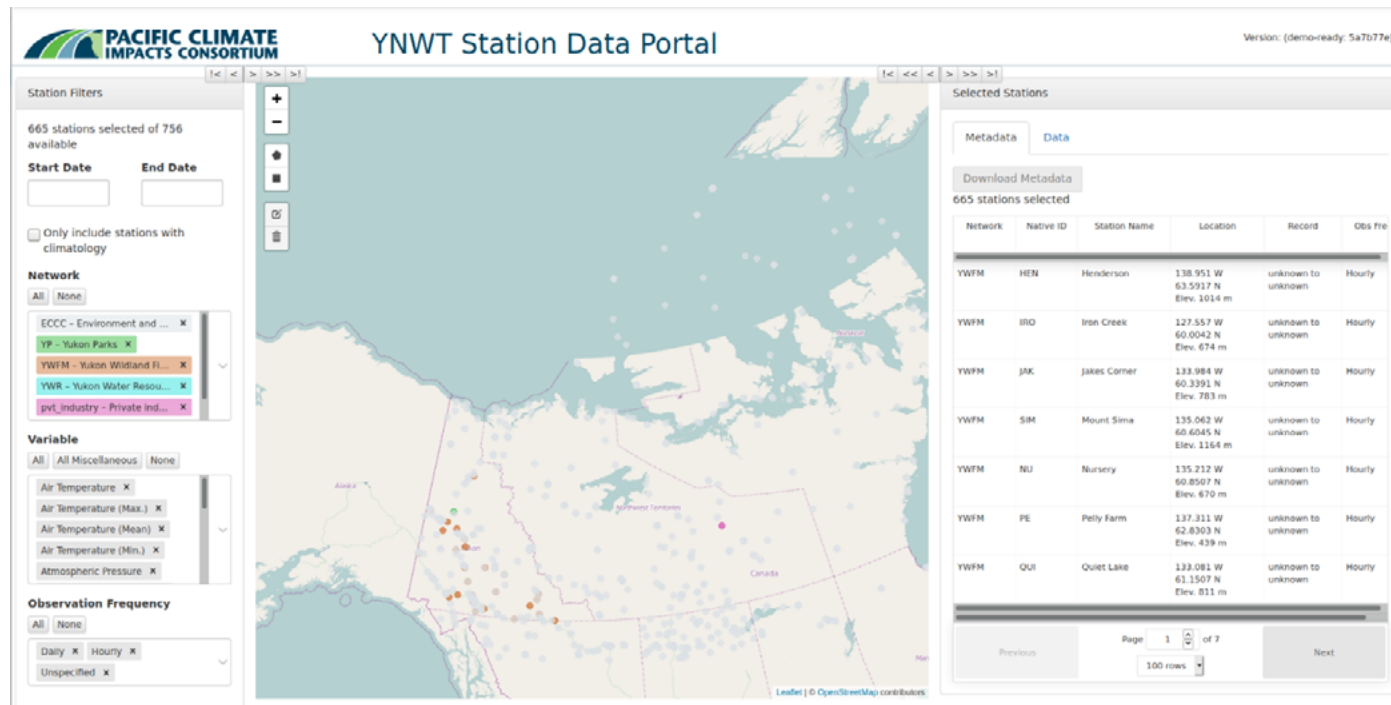 PACIFIC CLIMATE
IMPACTS CONSORTIUM
YNWT Station Data Portal
Version: (demo-ready: 5a7b77e)
!< < > >> >!
!< << < > >> >!
Station Filters
665 stations selected of 756
available
Start Date End Date
Only include stations with
climatology
Network
All None
ECCC – Environment and ... ×
YP – Yukon Parks ×
YWFM – Yukon Wildland Fi... ×
YWR – Yukon Water Resou... ×
pvt_industry – Private Ind... ×
Variable
All All Miscellaneous None
Air Temperature ×
Air Temperature (Max.) ×
Air Temperature (Mean) ×
Air Temperature (Min.) ×
Atmospheric Pressure ×
Observation Frequency
All None
Daily × Hourly ×
Unspecified ×
+
−
Nunavut
Alaska
Northwest Territories
Yukon
Canada
Leaflet | © OpenStreetMap contributors
Selected Stations
Metadata Data
Download Metadata
665 stations selected
Network Native ID Station Name Location Record Obs Fre
YWFM HEN Henderson 138.951 W unknown to Hourly
63.5917 N unknown
Elev. 1014 m
YWFM IRO Iron Creek 127.557 W unknown to Hourly
60.0042 N unknown
Elev. 674 m
YWFM JAK Jakes Corner 133.984 W unknown to Hourly
60.3391 N unknown
Elev. 783 m
YWFM SIM Mount Sima 135.062 W unknown to Hourly
60.6045 N unknown
Elev. 1164 m
YWFM NU Nursery 135.212 W unknown to Hourly
60.8507 N unknown
Elev. 670 m
YWFM PE Pelly Farm 137.311 W unknown to Hourly
62.8303 N unknown
Elev. 439 m
YWFM QUI Quiet Lake 133.081 W unknown to Hourly
61.1507 N unknown
Elev. 811 m
Previous Page 1 of 7 Next
100 rows